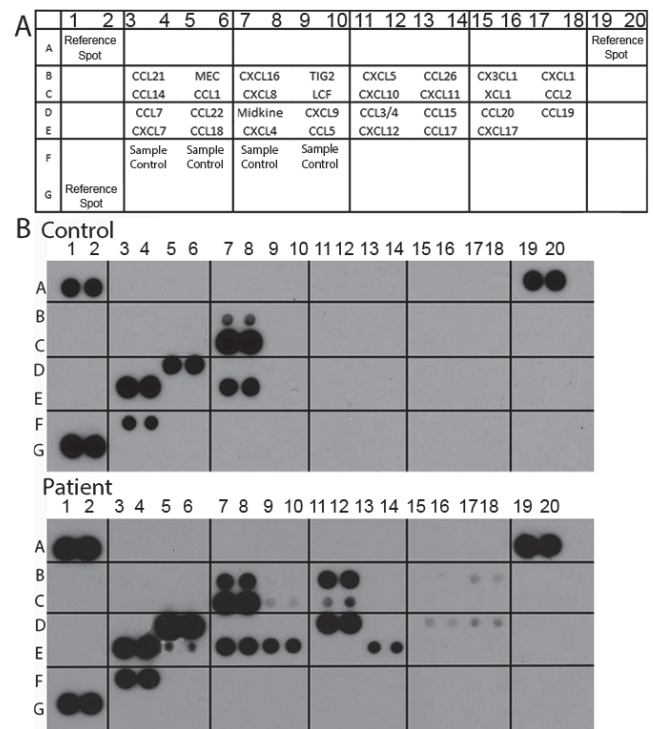 A
1 2 3 4 5 6 7 8 9 10 11 12 13 14 15 16 17 18 19 20
A Reference Spot Reference Spot
B CCL21 MEC CXCL16 TIG2 CXCL5 CCL26 CX3CL1 CXCL1
C CCL14 CCL1 CXCL8 LCF CXCL10 CXCL11 XCL1 CCL2
D CCL7 CCL22 Midkine CXCL9 CCL3/4 CCL15 CCL20 CCL19
E CXCL7 CCL18 CXCL4 CCL5 CXCL12 CCL17 CXCL17
F Sample Control Sample Control Sample Control Sample Control
G Reference Spot
B Control
1 2 3 4 5 6 7 8 9 10 11 12 13 14 15 16 17 18 19 20
A
B
C
D
E
F
G
Patient
1 2 3 4 5 6 7 8 9 10 11 12 13 14 15 16 17 18 19 20
A
B
C
D
E
F
G